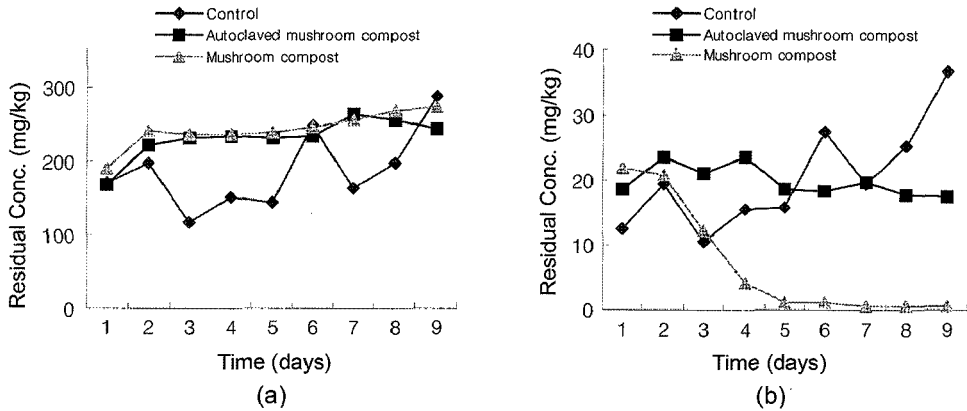 Control
Autoclaved mushroom compost
Mushroom compost
Residual Conc. (mg/kg)
300
200
100
0
1 2 3 4 5 6 7 8 9
Time (days)
(a)
Control
Autoclaved mushroom compost
Mushroom compost
Residual Conc. (mg/kg)
40
30
20
10
0
1 2 3 4 5 6 7 8 9
Time (days)
(b)